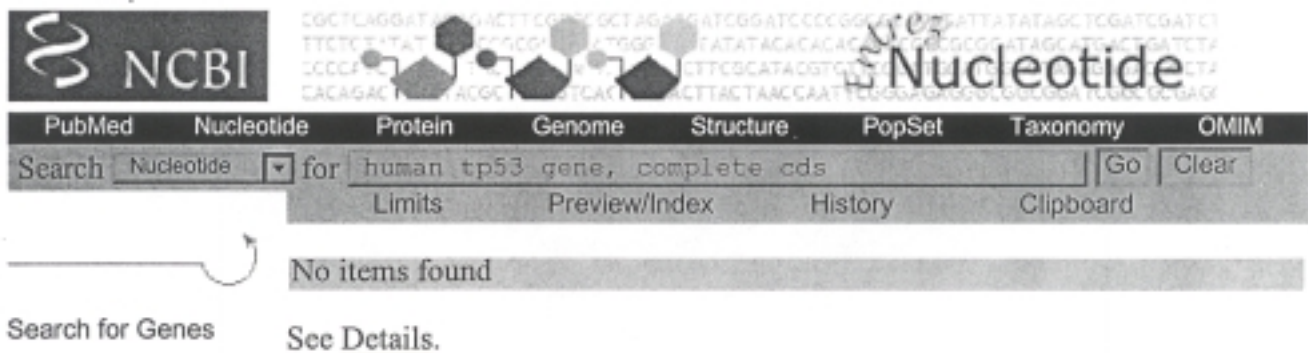 NCBI
Entrez
Nucleotide
PubMed Nucleotide Protein Genome Structure PopSet Taxonomy OMIM
Search Nucleotide for human tp53 gene, complete cds Go Clear
Limits Preview/Index History Clipboard
No items found
Search for Genes
See Details.